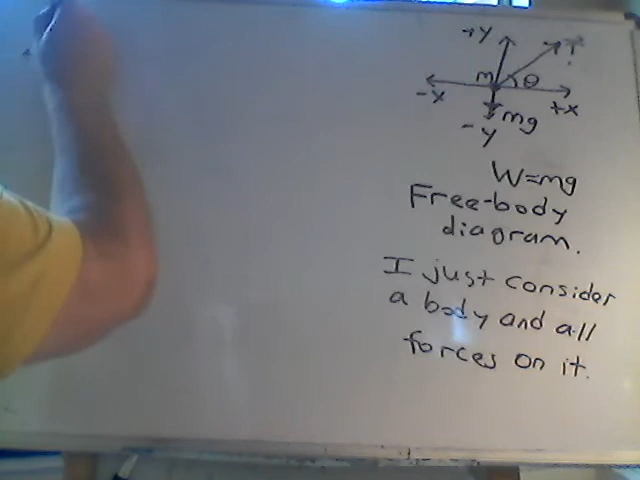 +y
T
m
θ
-x
+x
mg
-y
W=mg
Free-body
diagram.
I just consider
a body and all
forces on it.